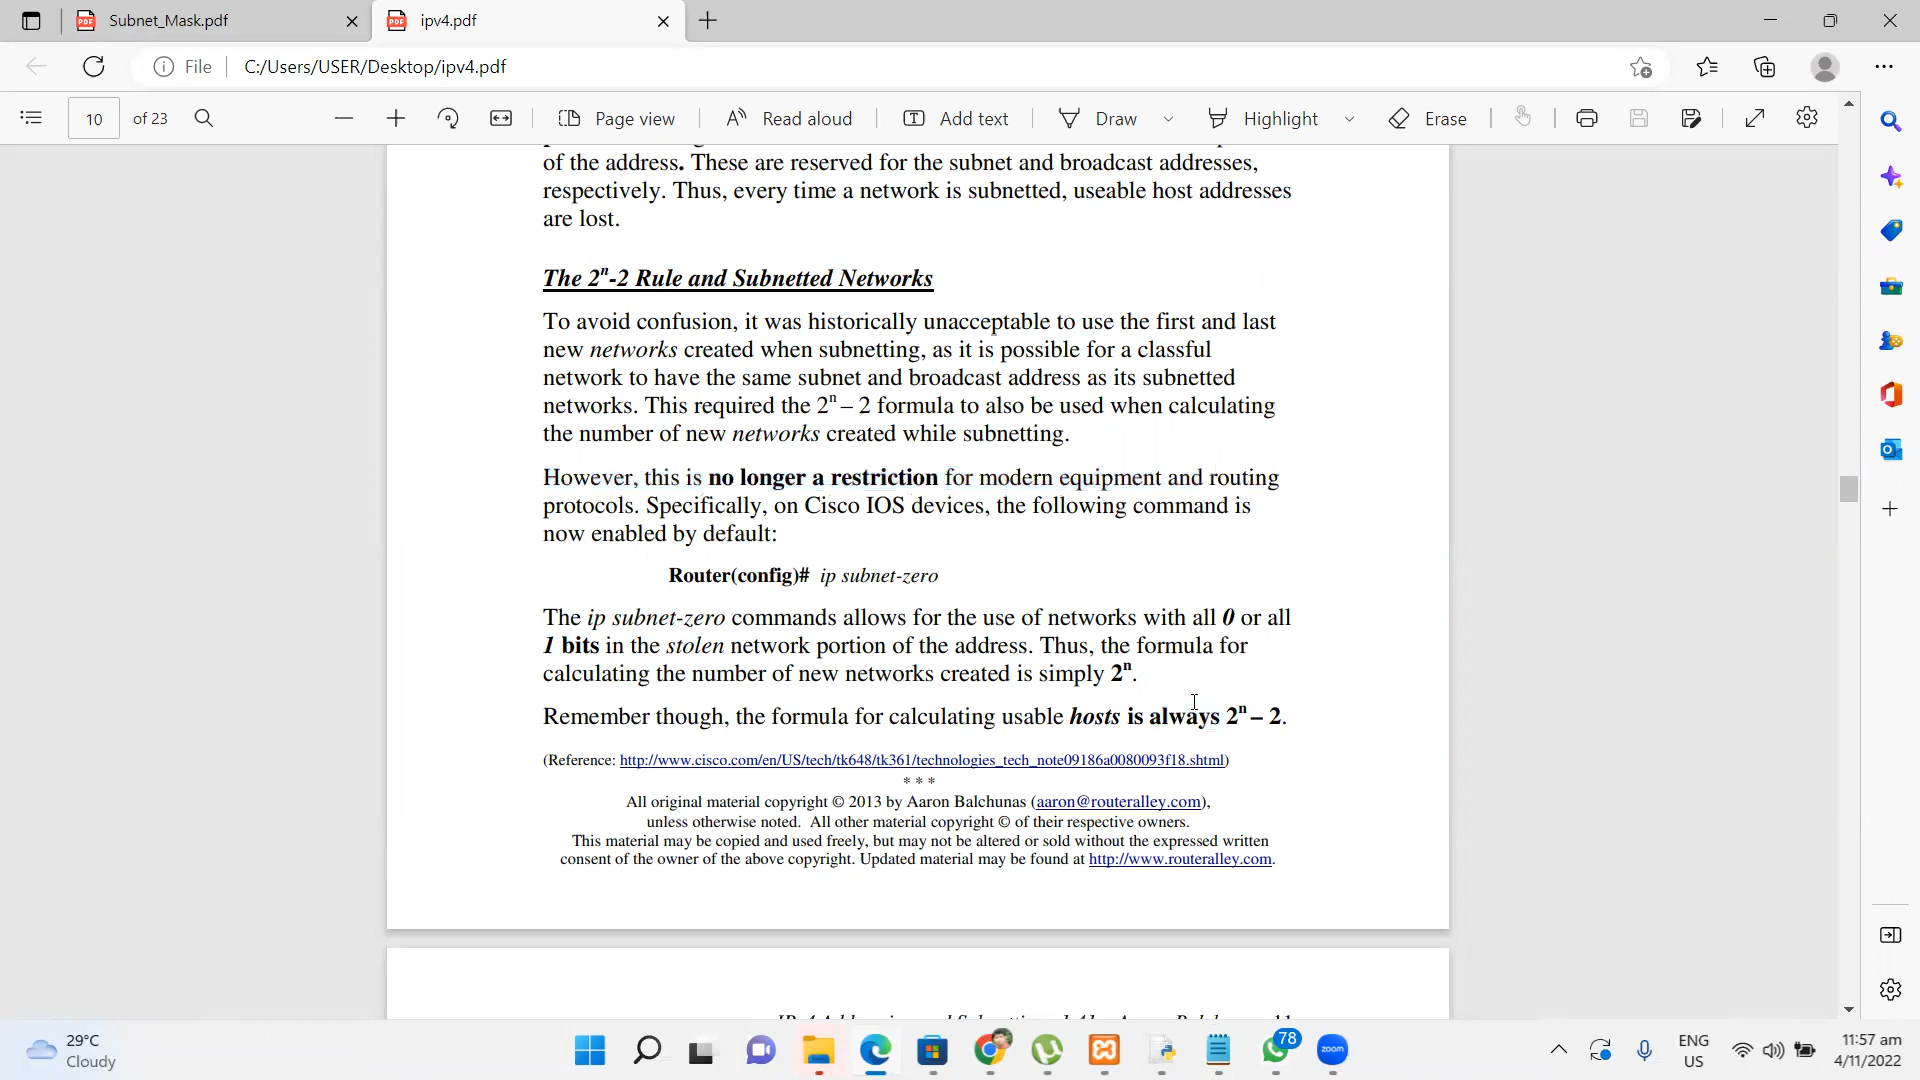 Subnet_Mask.pdf
ipv4.pdf
File
C:/Users/USER/Desktop/ipv4.pdf
10 of 23
Page view
Read aloud
Add text
Draw
Highlight
Erase
of the address. These are reserved for the subnet and broadcast addresses,
respectively. Thus, every time a network is subnetted, useable host addresses
are lost.
The 2ⁿ-2 Rule and Subnetted Networks
To avoid confusion, it was historically unacceptable to use the first and last
new networks created when subnetting, as it is possible for a classful
network to have the same subnet and broadcast address as its subnetted
networks. This required the 2ⁿ – 2 formula to also be used when calculating
the number of new networks created while subnetting.
However, this is no longer a restriction for modern equipment and routing
protocols. Specifically, on Cisco IOS devices, the following command is
now enabled by default:
Router(config)# ip subnet-zero
The ip subnet-zero commands allows for the use of networks with all 0 or all
1 bits in the stolen network portion of the address. Thus, the formula for
calculating the number of new networks created is simply 2ⁿ.
Remember though, the formula for calculating usable hosts is always 2ⁿ – 2.
(Reference: http://www.cisco.com/en/US/tech/tk648/tk361/technologies_tech_note09186a0080093f18.shtml)
* * *
All original material copyright © 2013 by Aaron Balchunas (aaron@routeralley.com),
unless otherwise noted. All other material copyright © of their respective owners.
This material may be copied and used freely, but may not be altered or sold without the expressed written
consent of the owner of the above copyright. Updated material may be found at http://www.routeralley.com.
29°C
Cloudy
78
zoom
ENG
US
11:57 am
4/11/2022